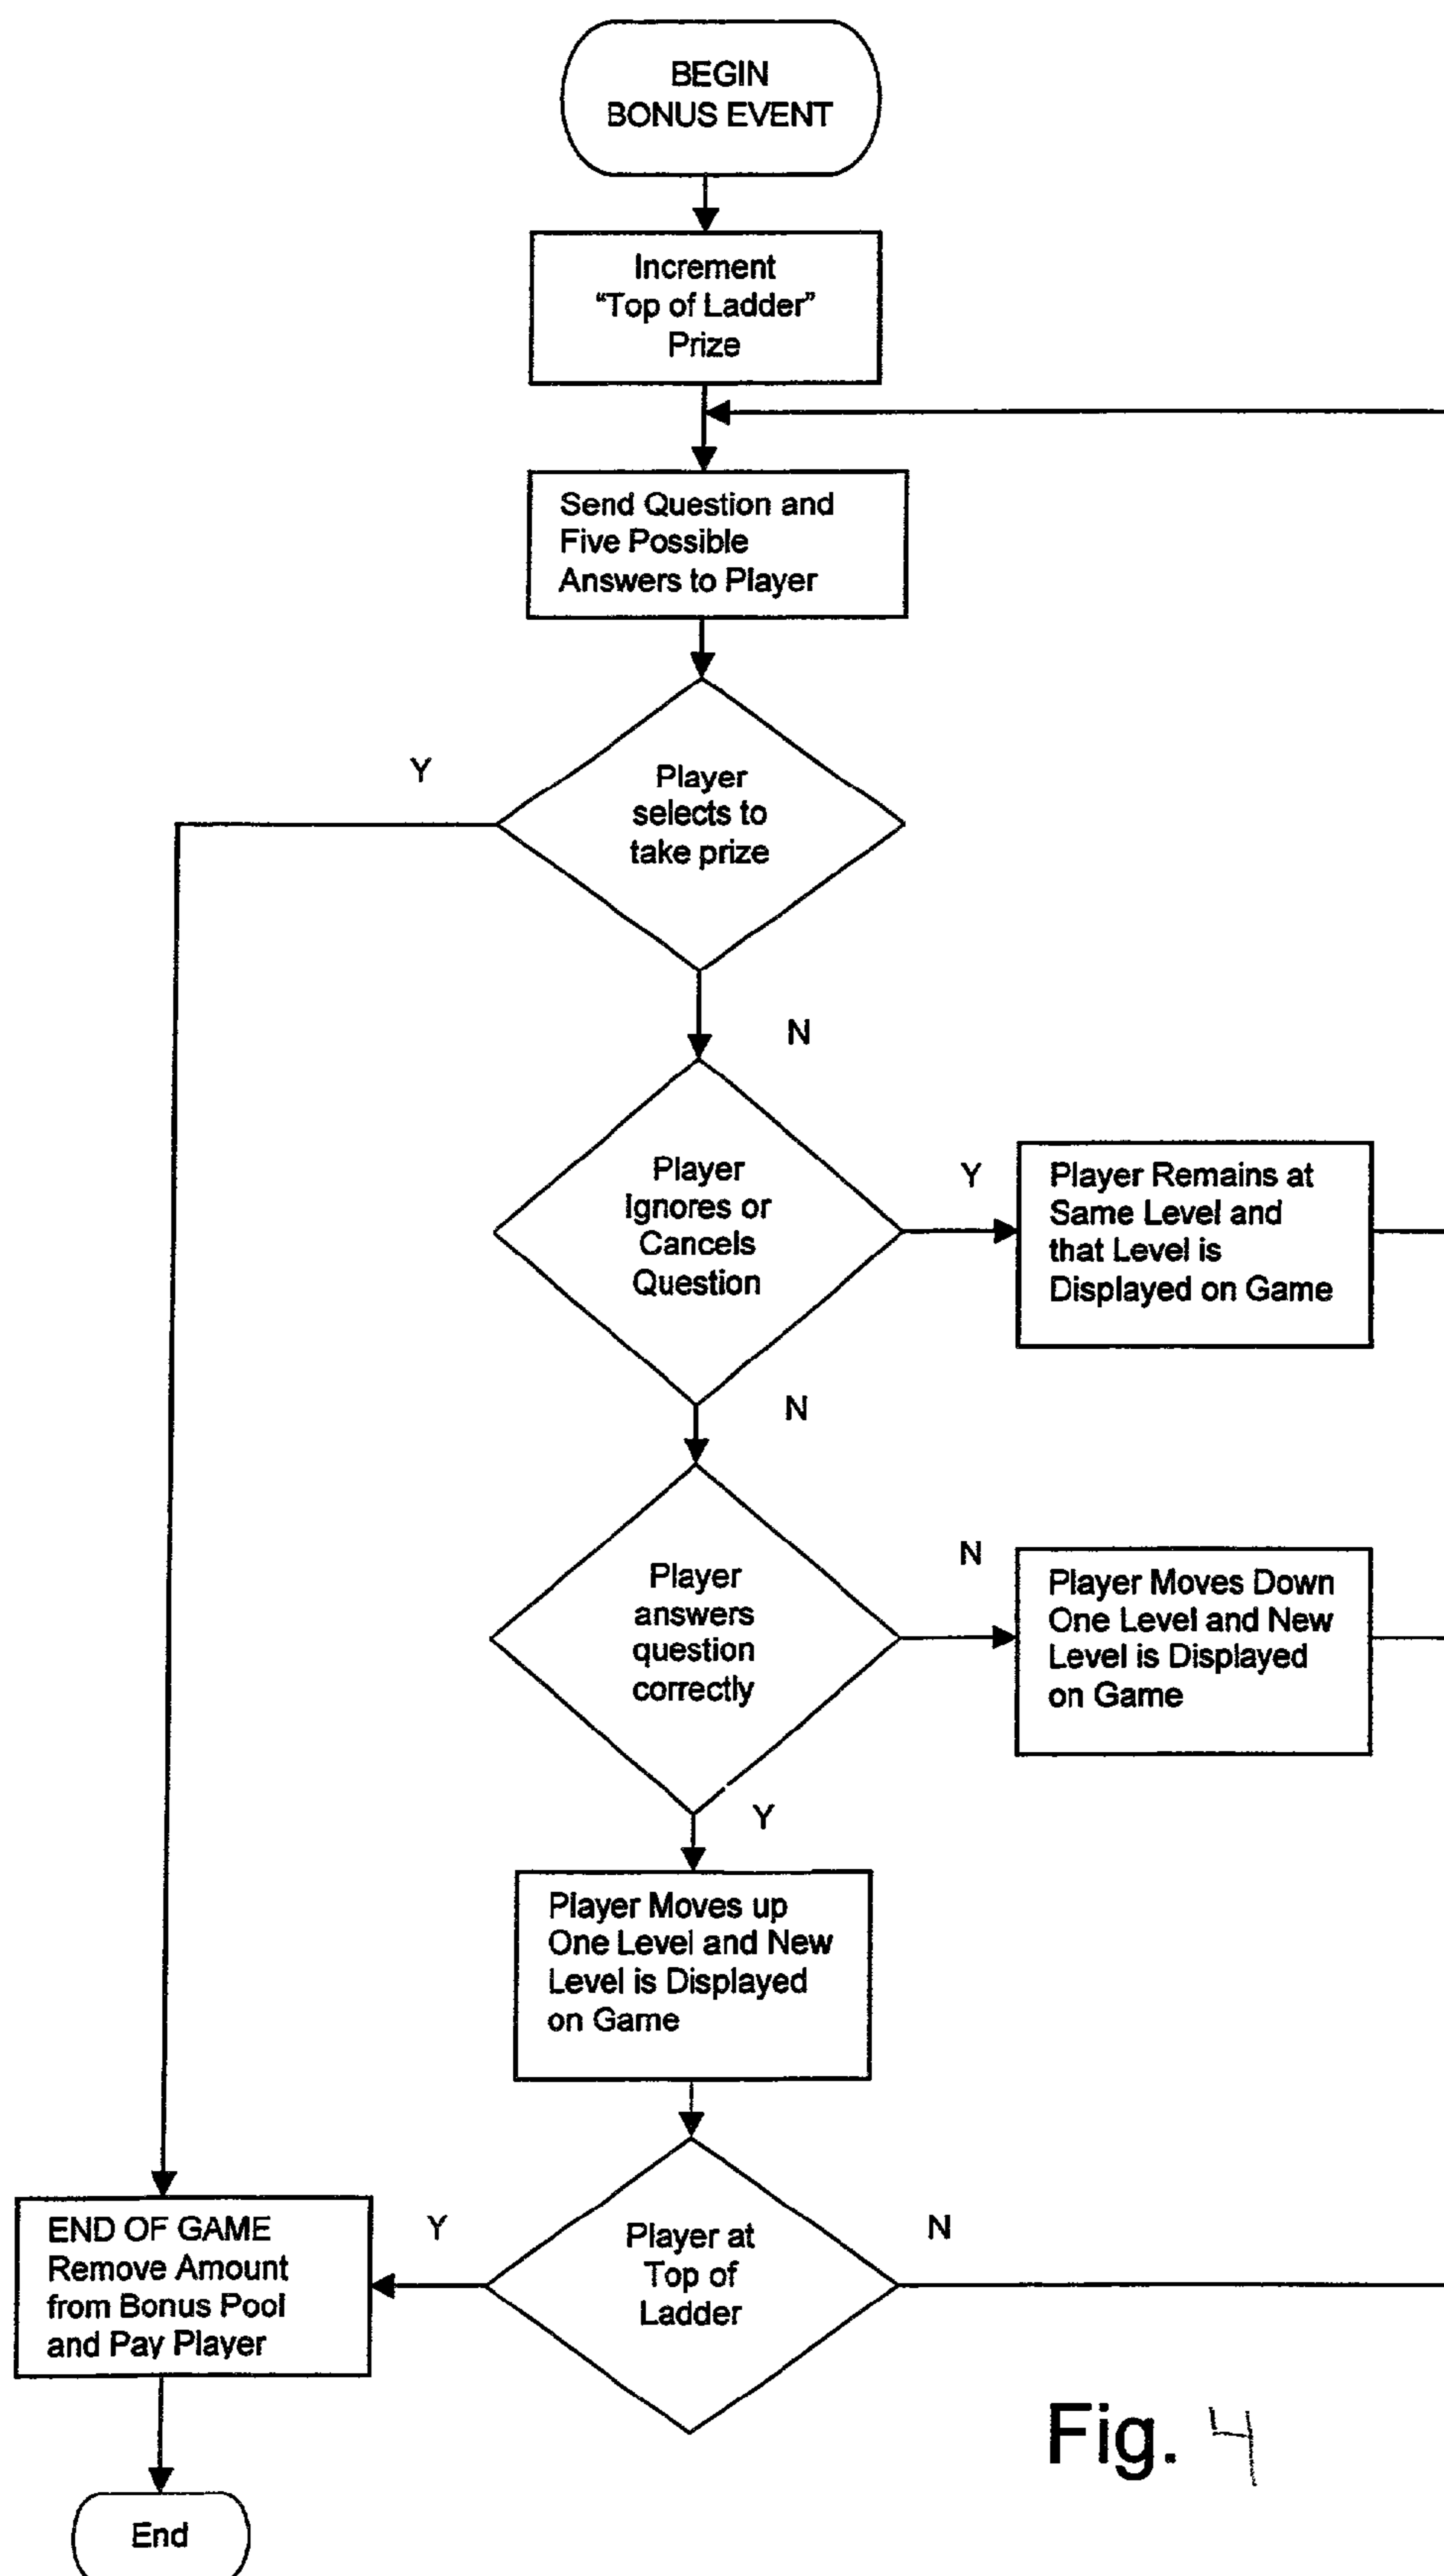 BEGIN
BONUS EVENT
Increment
“Top of Ladder”
Prize
Send Question and
Five Possible
Answers to Player
Y
Player
selects to
take prize
N
Player
Ignores or
Cancels
Question
Y
Player Remains at
Same Level and
that Level is
Displayed on Game
N
Player
answers
question
correctly
N
Player Moves Down
One Level and New
Level is Displayed
on Game
Y
Player Moves up
One Level and New
Level is Displayed
on Game
Player at
Top of
Ladder
Y
N
END OF GAME
Remove Amount
from Bonus Pool
and Pay Player
End
Fig. 4